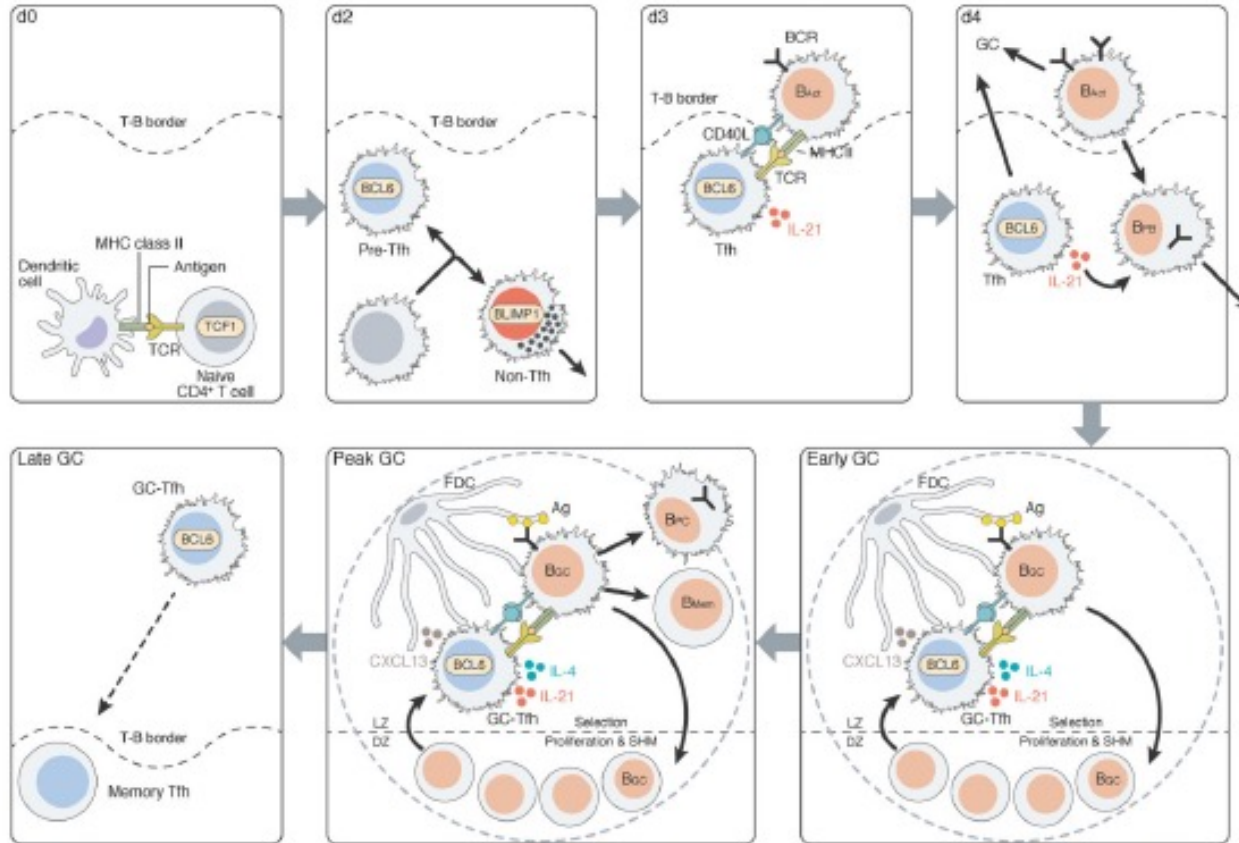 d0
T-B border
MHC class II
Dendritic
cell
Antigen
TCF1
TCR
Naive
CD4+ T cell
d2
T-B border
BCL6
Pre-Tfh
BLIMP1
Non-Tfh
d3
BCR
BAct
T-B border
CD40L
MHCII
TCR
BCL6
Tfh
IL-21
d4
GC
BAct
BCL6
Tfh
IL-21
BPB
Late GC
GC-Tfh
BCL6
T-B border
Memory Tfh
Peak GC
FDC
Ag
BPC
BGC
BMem
CXCL13
BCL6
IL-4
IL-21
GC-Tfh
LZ
Selection
DZ
Proliferation & SHM
BGC
Early GC
FDC
Ag
BGC
CXCL13
BCL6
IL-4
IL-21
GC-Tfh
LZ
Selection
DZ
Proliferation & SHM
BGC